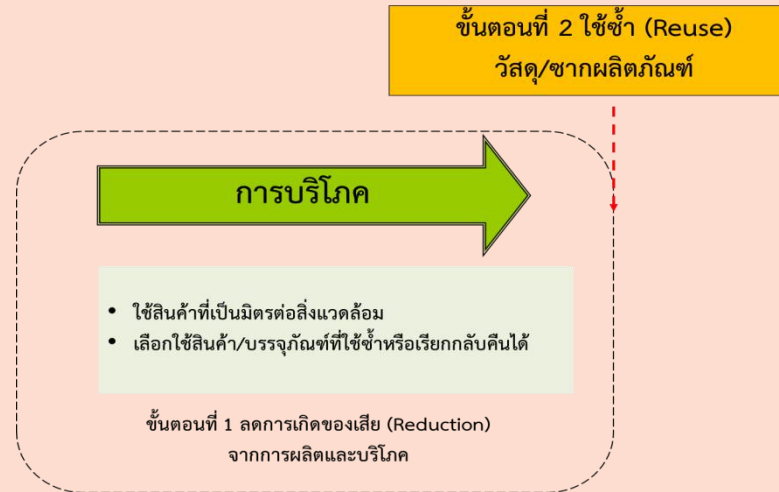 ขั้นตอนที่ 2 ใช้ซ้ำ (Reuse)
วัสดุ/ซากผลิตภัณฑ์
การบริโภค
• ใช้สินค้าที่เป็นมิตรต่อสิ่งแวดล้อม
• เลือกใช้สินค้า/บรรจุภัณฑ์ที่ใช้ซ้ำหรือเรียกกลับคืนได้
ขั้นตอนที่ 1 ลดการเกิดของเสีย (Reduction)
จากการผลิตและบริโภค